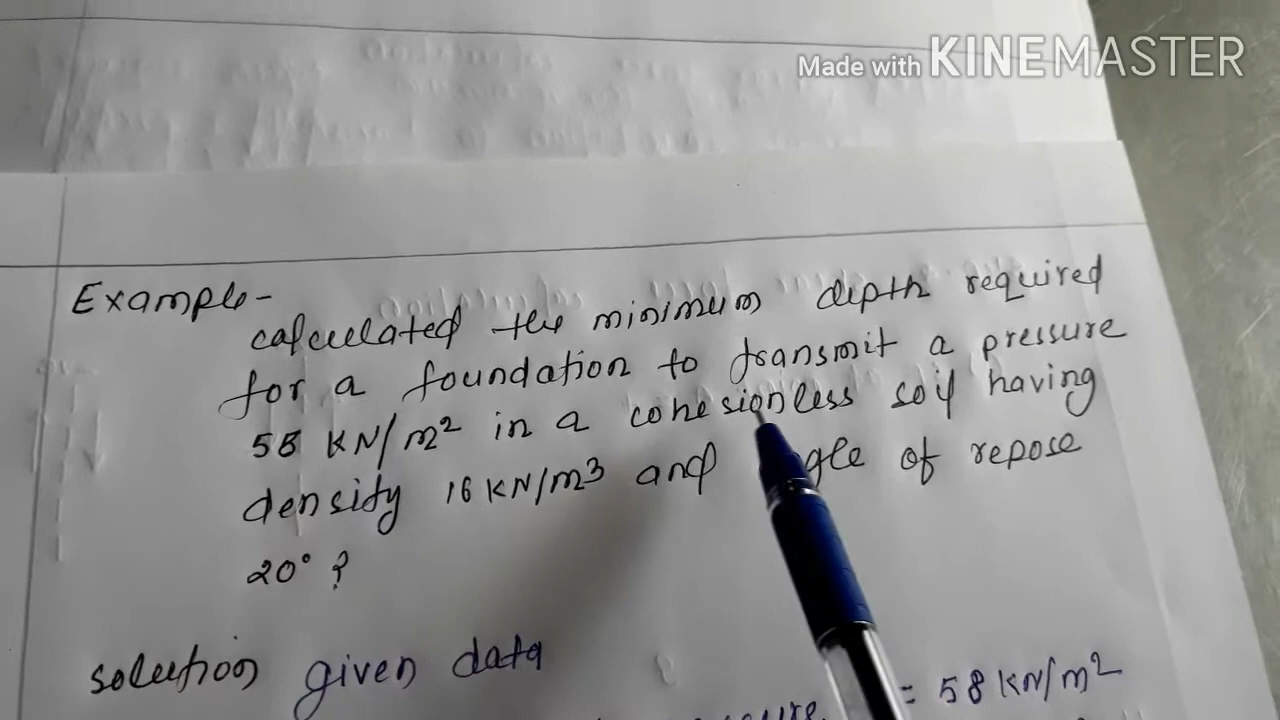 Made with KINEMASTER
Example-
calculated the minimum depth required
for a foundation to transmit a pressure
58 KN/m² in a cohesionless soil having
density 16 KN/m³ and gle of repose
20° ?
solution given data
= 58 KN/m²